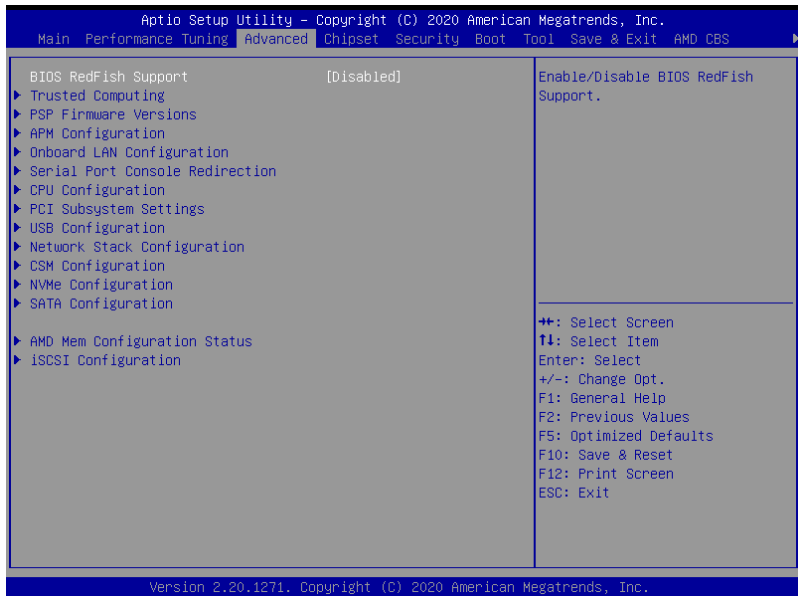 Aptio Setup Utility – Copyright (C) 2020 American Megatrends, Inc.
Main Performance Tuning Advanced Chipset Security Boot Tool Save & Exit AMD CBS
BIOS RedFish Support [Disabled]
Trusted Computing
PSP Firmware Versions
APM Configuration
Onboard LAN Configuration
Serial Port Console Redirection
CPU Configuration
PCI Subsystem Settings
USB Configuration
Network Stack Configuration
CSM Configuration
NVMe Configuration
SATA Configuration
AMD Mem Configuration Status
iSCSI Configuration
Enable/Disable BIOS RedFish
Support.
→←: Select Screen
↑↓: Select Item
Enter: Select
+/-: Change Opt.
F1: General Help
F2: Previous Values
F5: Optimized Defaults
F10: Save & Reset
F12: Print Screen
ESC: Exit
Version 2.20.1271. Copyright (C) 2020 American Megatrends, Inc.